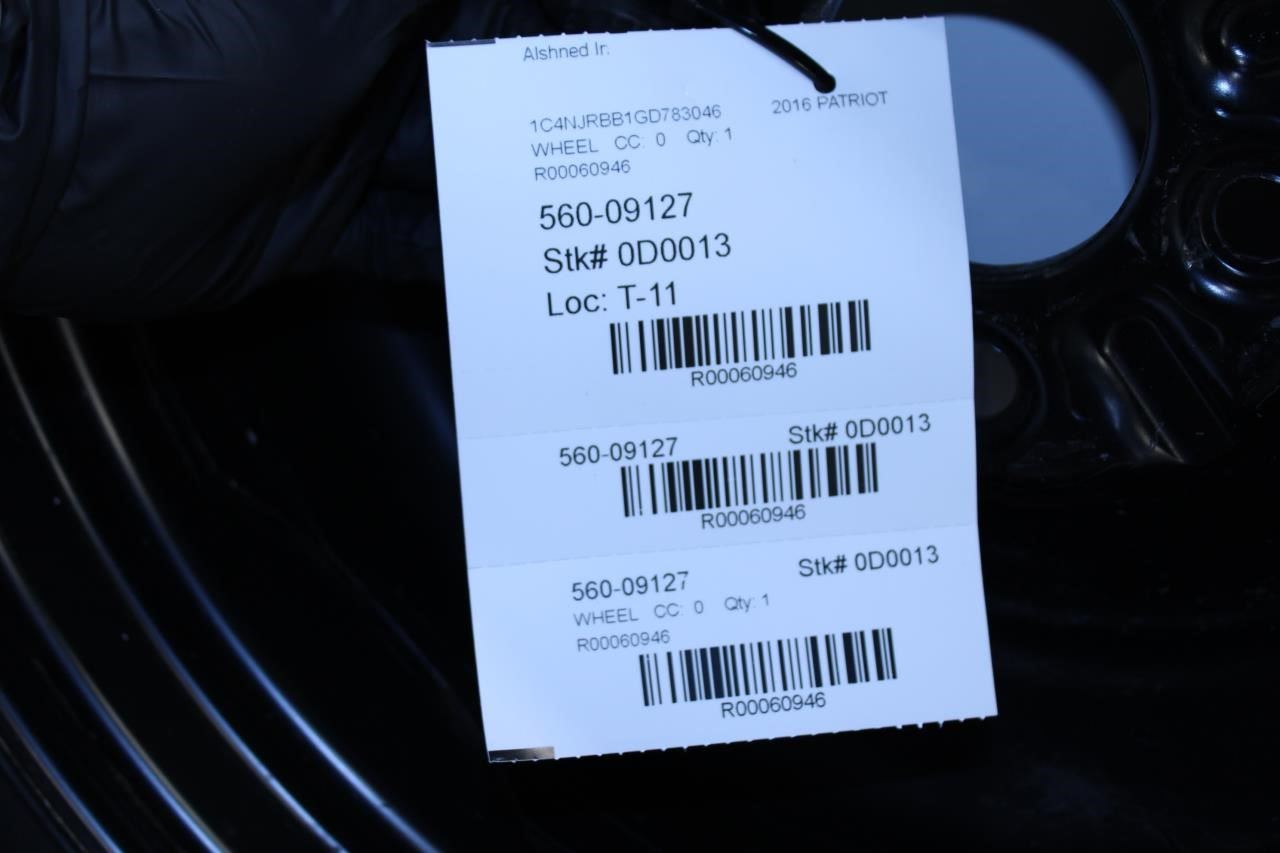 Alshned Ir.
1C4NJRBB1GD783046 2016 PATRIOT
WHEEL CC: 0 Qty: 1
R00060946
560-09127
Stk# 0D0013
Loc: T-11
R00060946
560-09127 Stk# 0D0013
R00060946
560-09127 Stk# 0D0013
WHEEL CC: 0 Qty: 1
R00060946
R00060946